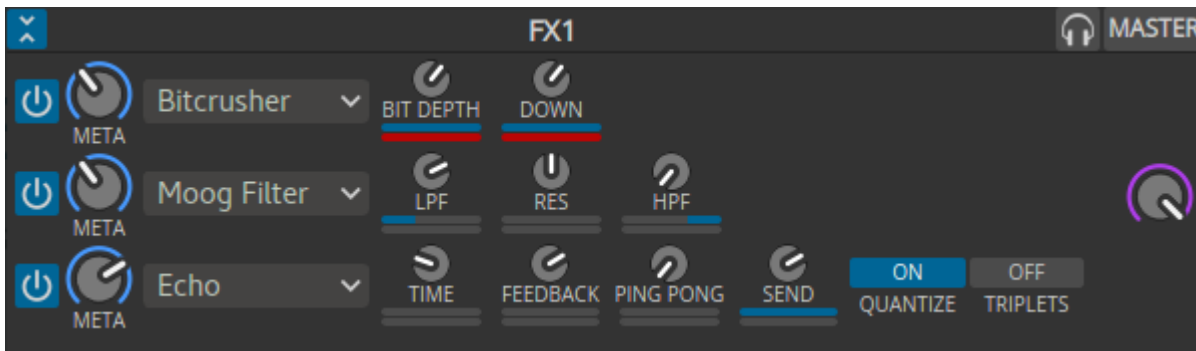 FX1 MASTER
Bitcrusher
META
BIT DEPTH DOWN
Moog Filter
META
LPF RES HPF
Echo
META
TIME FEEDBACK PING PONG SEND
ON OFF
QUANTIZE TRIPLETS